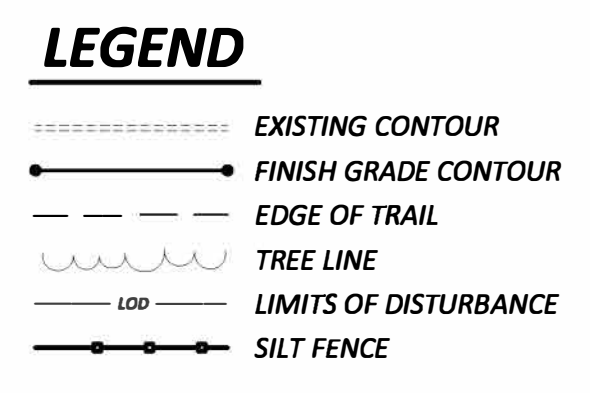 LEGEND
EXISTING CONTOUR
FINISH GRADE CONTOUR
EDGE OF TRAIL
TREE LINE
LOD LIMITS OF DISTURBANCE
SILT FENCE